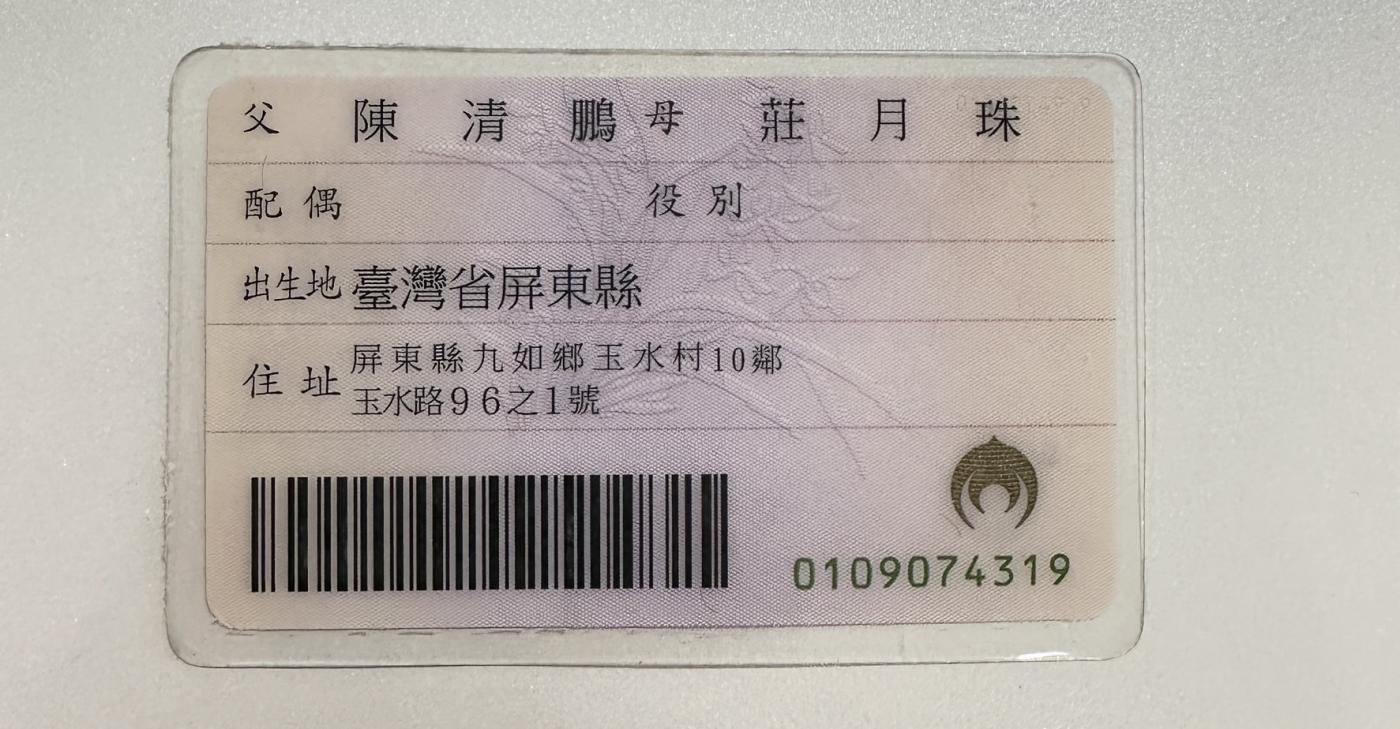 父 陳清鵬 母 莊月珠
配偶 役別
出生地 臺灣省屏東縣
住址 屏東縣九如鄉玉水村10鄰
玉水路96之1號
0109074319